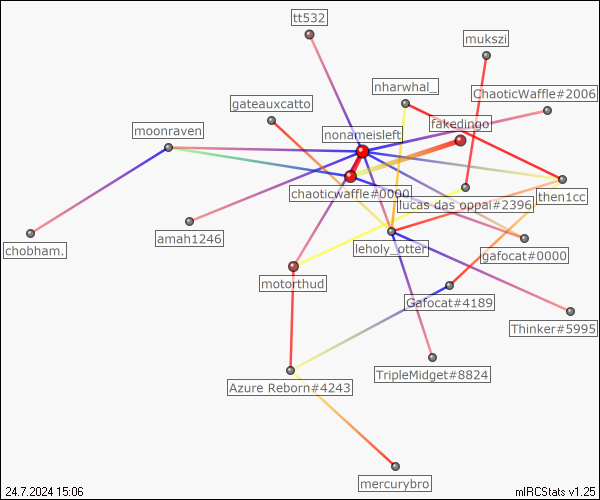 tt532
mukszi
nharwhal_
ChaoticWaffle#2006
gateauxcatto
fakedingo
moonraven
nonameisleft
chaoticwaffle#0000
then1cc
lucas das oppai#2396
amah1246
chobham.
leholy_otter
gafocat#0000
motorthud
Gafocat#4189
Thinker#5995
TripleMidget#8824
Azure Reborn#4243
mercurybro
24.7.2024 15:06
mIRCStats v1.25